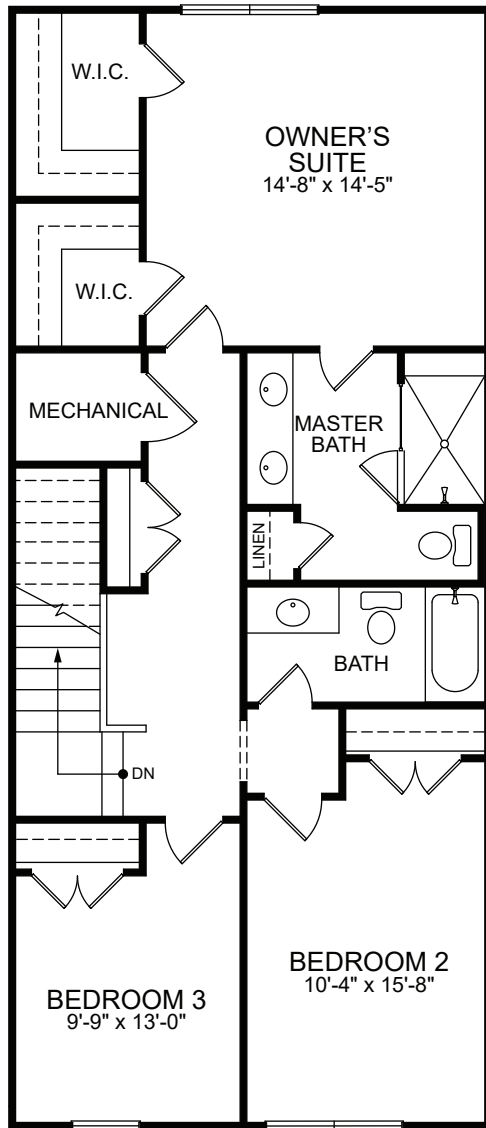 W.I.C.
OWNER'S
SUITE
14'-8" x 14'-5"
W.I.C.
MECHANICAL
MASTER
BATH
LINEN
BATH
DN
BEDROOM 2
10'-4" x 15'-8"
BEDROOM 3
9'-9" x 13'-0"